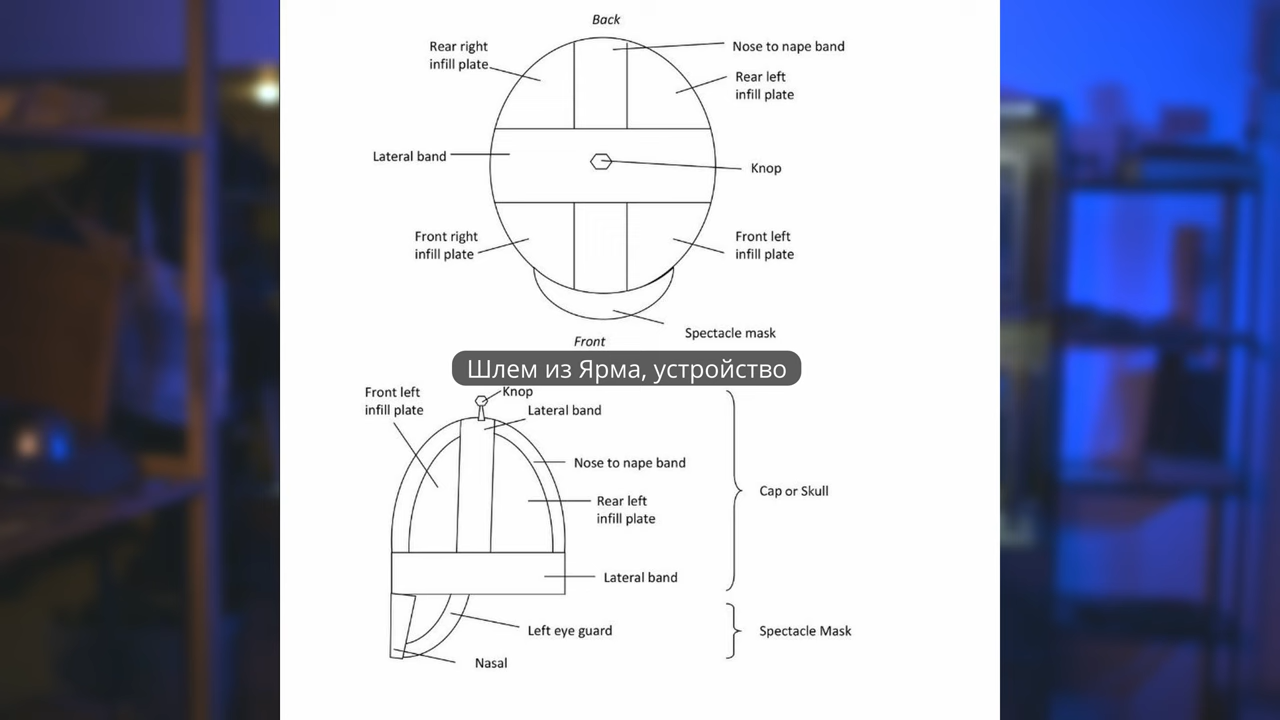 Back
Rear right
infill plate
Nose to nape band
Rear left
infill plate
Lateral band
Knop
Front right
infill plate
Front left
infill plate
Spectacle mask
Front
Шлем из Ярма, устройство
Front left
infill plate
Knop
Lateral band
Nose to nape band
Cap or Skull
Rear left
infill plate
Lateral band
Left eye guard
Spectacle Mask
Nasal